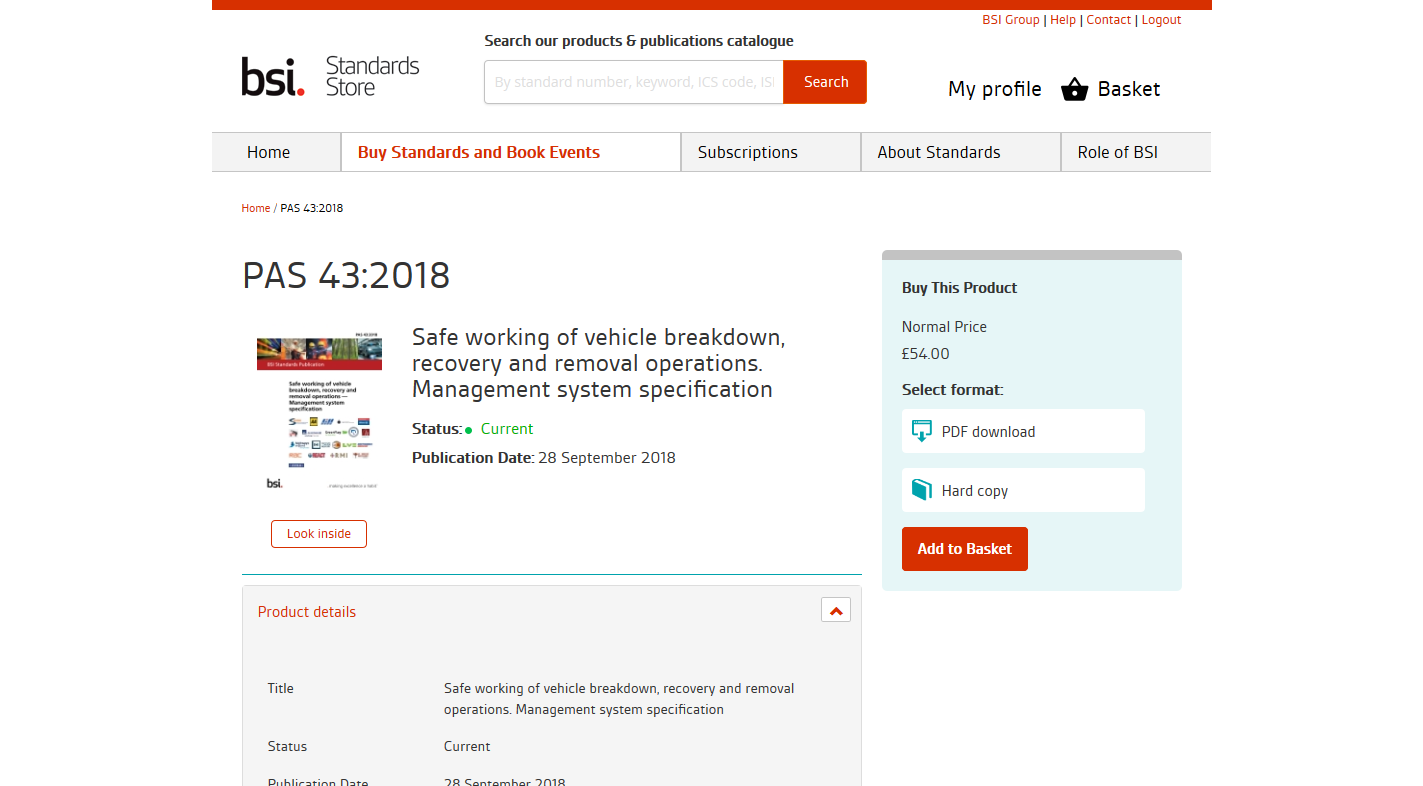 BSI Group | Help | Contact | Logout
Search our products & publications catalogue
bsi.
Standards
Store
By standard number, keyword, ICS code, ISI
Search
My profile
Basket
Home
Buy Standards and Book Events
Subscriptions
About Standards
Role of BSI
Home / PAS 43:2018
PAS 43:2018
PAS 43:2018
BSI Standards Publication
Safe working of vehicle
breakdown, recovery and
removal operations —
Management system
specification
bsi.
...making excellence a habit
Look inside
Safe working of vehicle breakdown,
recovery and removal operations.
Management system specification
Status: Current
Publication Date: 28 September 2018
Buy This Product
Normal Price
£54.00
Select format:
PDF download
Hard copy
Add to Basket
Product details
Title
Safe working of vehicle breakdown, recovery and removal
operations. Management system specification
Status
Current
Publication Date
28 September 2018